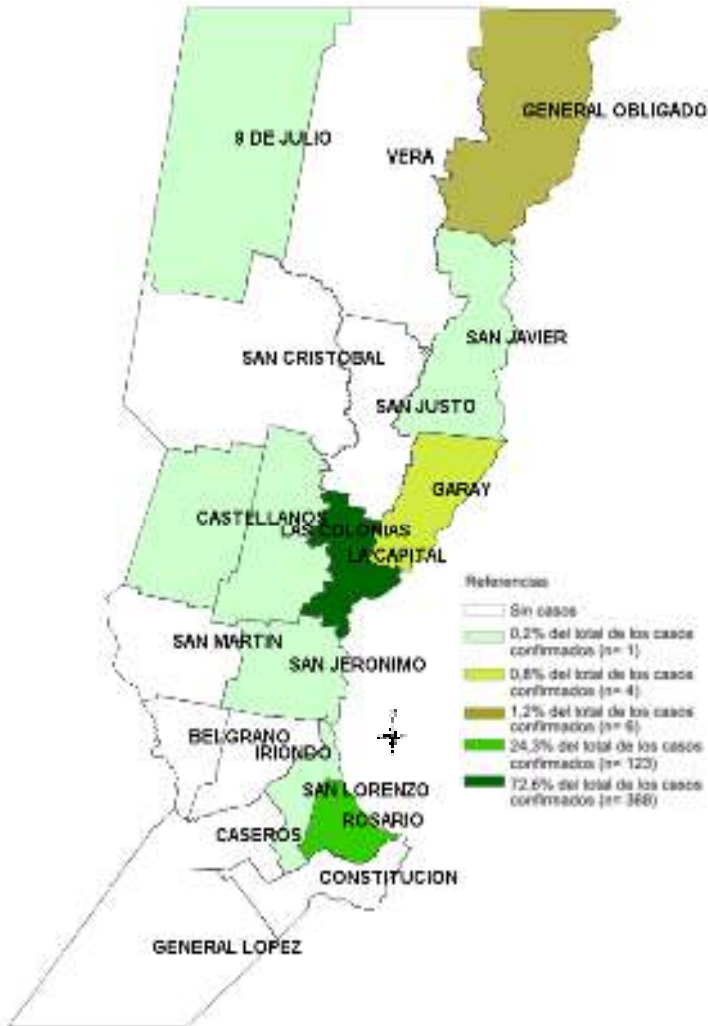 GENERAL OBLIGADO
9 DE JULIO
VERA
SAN JAVIER
SAN CRISTOBAL
SAN JUSTO
GARAY
CASTELLANOS
LAS COLONIAS
LA CAPITAL
Referencias
Sin casos
0,2% del total de los casos
confirmados (n= 1)
0,8% del total de los casos
confirmados (n= 4)
1,2% del total de los casos
confirmados (n= 6)
24,3% del total de los casos
confirmados (n= 123)
72,6% del total de los casos
confirmados (n= 368)
SAN MARTIN
SAN JERONIMO
BELGRANO
IRIONDO
SAN LORENZO
ROSARIO
CASEROS
CONSTITUCION
GENERAL LOPEZ